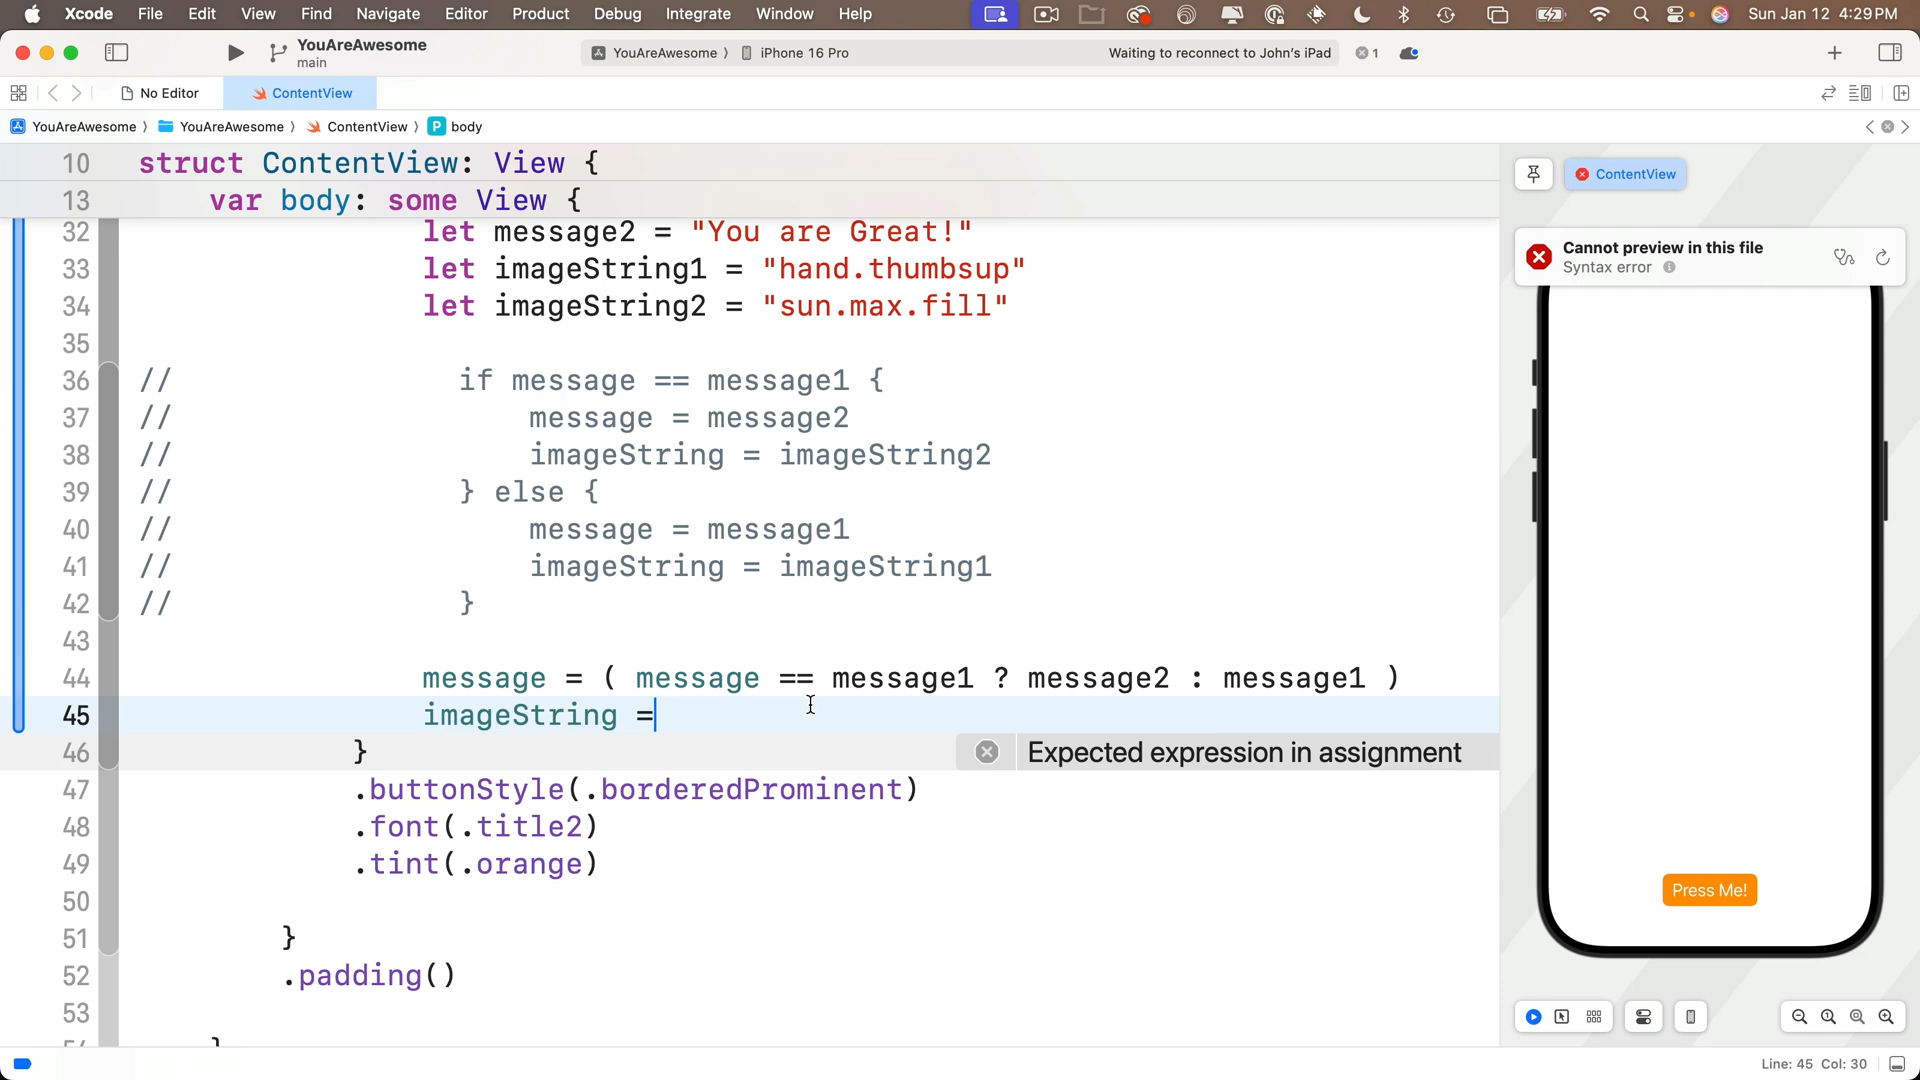 Xcode File Edit View Find Navigate Editor Product Debug Integrate Window Help Sun Jan 12 4:29 PM
YouAreAwesome
main
YouAreAwesome ⟩ iPhone 16 Pro Waiting to reconnect to John's iPad 1
No Editor ContentView
YouAreAwesome ⟩ YouAreAwesome ⟩ ContentView ⟩ P body
10 struct ContentView: View {
13 var body: some View {
32 let message2 = "You are Great!"
33 let imageString1 = "hand.thumbsup"
34 let imageString2 = "sun.max.fill"
35
36 // if message == message1 {
37 // message = message2
38 // imageString = imageString2
39 // } else {
40 // message = message1
41 // imageString = imageString1
42 // }
43
44 message = ( message == message1 ? message2 : message1 )
45 imageString =
46 } Expected expression in assignment
47 .buttonStyle(.borderedProminent)
48 .font(.title2)
49 .tint(.orange)
50
51 }
52 .padding()
53
ContentView
Cannot preview in this file
Syntax error
Press Me!
Line: 45 Col: 30